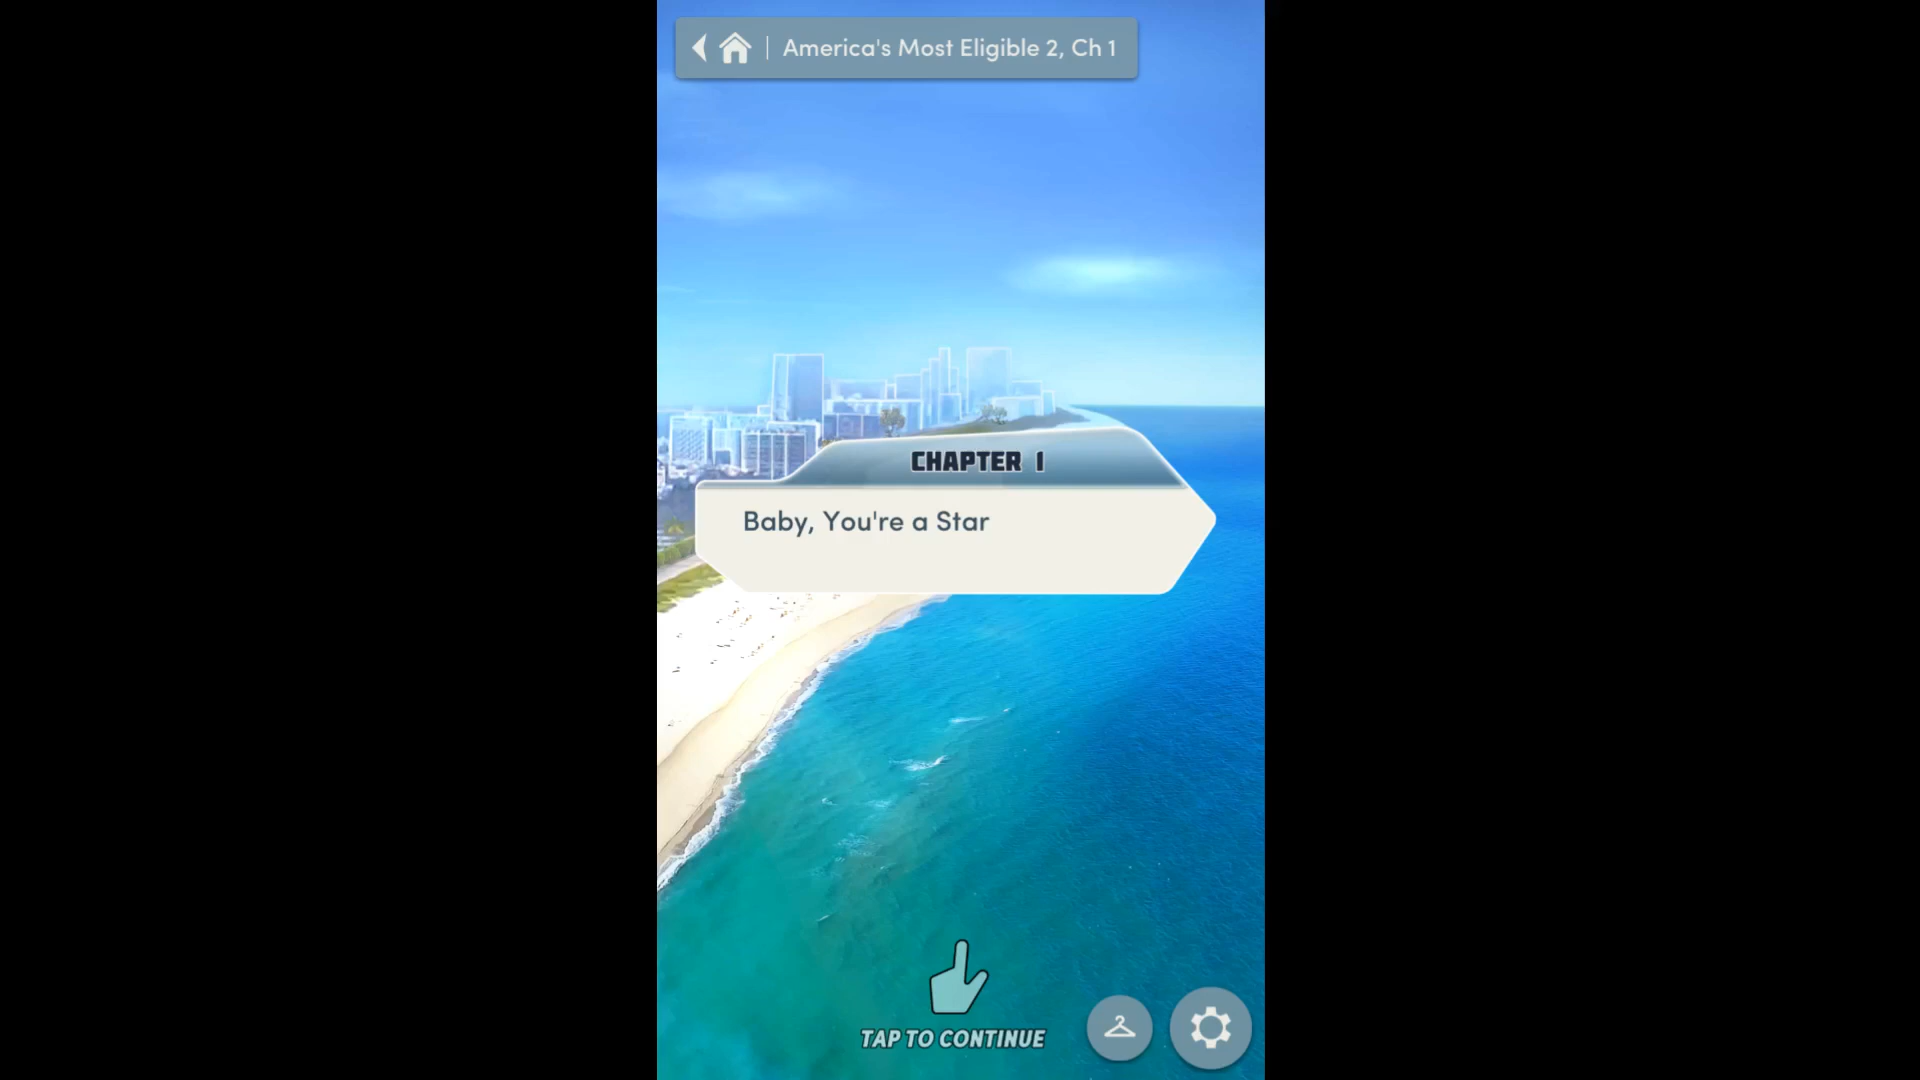 America's Most Eligible 2, Ch 1
CHAPTER 1
Baby, You're a Star
TAP TO CONTINUE